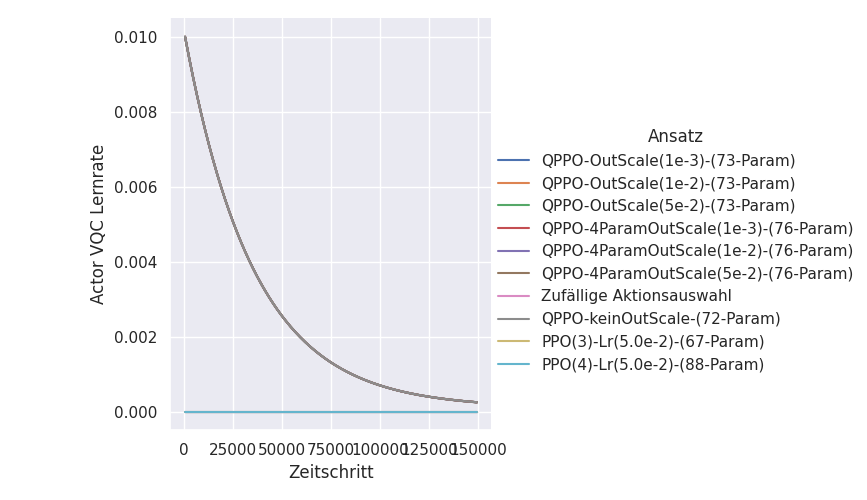 0.010
0.008
0.006
0.004
0.002
0.000
Actor VQC Lernrate
0 25000 50000 75000 100000 125000 150000
Zeitschritt
Ansatz
QPPO-OutScale(1e-3)-(73-Param)
QPPO-OutScale(1e-2)-(73-Param)
QPPO-OutScale(5e-2)-(73-Param)
QPPO-4ParamOutScale(1e-3)-(76-Param)
QPPO-4ParamOutScale(1e-2)-(76-Param)
QPPO-4ParamOutScale(5e-2)-(76-Param)
Zufällige Aktionsauswahl
QPPO-keinOutScale-(72-Param)
PPO(3)-Lr(5.0e-2)-(67-Param)
PPO(4)-Lr(5.0e-2)-(88-Param)